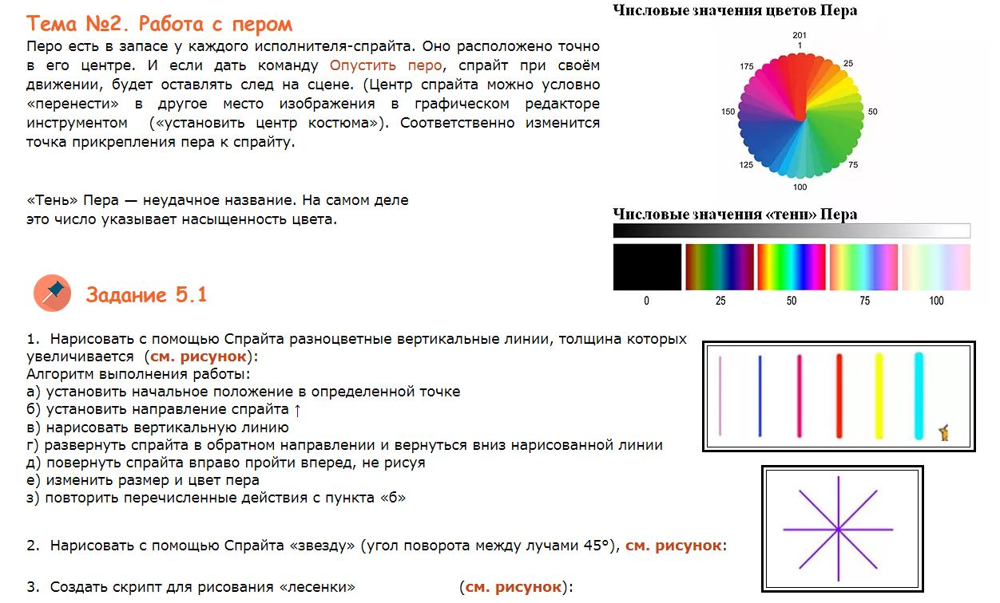 Тема №2. Работа с пером
Перо есть в запасе у каждого исполнителя-спрайта. Оно расположено точно
в его центре. И если дать команду Опустить перо, спрайт при своём
движении, будет оставлять след на сцене. (Центр спрайта можно условно
«перенести» в другое место изображения в графическом редакторе
инструментом («установить центр костюма»). Соответственно изменится
точка прикрепления пера к спрайту.
«Тень» Пера — неудачное название. На самом деле
это число указывает насыщенность цвета.
Числовые значения цветов Пера
201
1
175
25
150
50
125
75
100
Числовые значения «тени» Пера
0 25 50 75 100
Задание 5.1
1. Нарисовать с помощью Спрайта разноцветные вертикальные линии, толщина которых
увеличивается (см. рисунок):
Алгоритм выполнения работы:
а) установить начальное положение в определенной точке
б) установить направление спрайта ↑
в) нарисовать вертикальную линию
г) развернуть спрайта в обратном направлении и вернуться вниз нарисованной линии
д) повернуть спрайта вправо пройти вперед, не рисуя
е) изменить размер и цвет пера
з) повторить перечисленные действия с пункта «б»
2. Нарисовать с помощью Спрайта «звезду» (угол поворота между лучами 45°), см. рисунок:
3. Создать скрипт для рисования «лесенки» (см. рисунок):